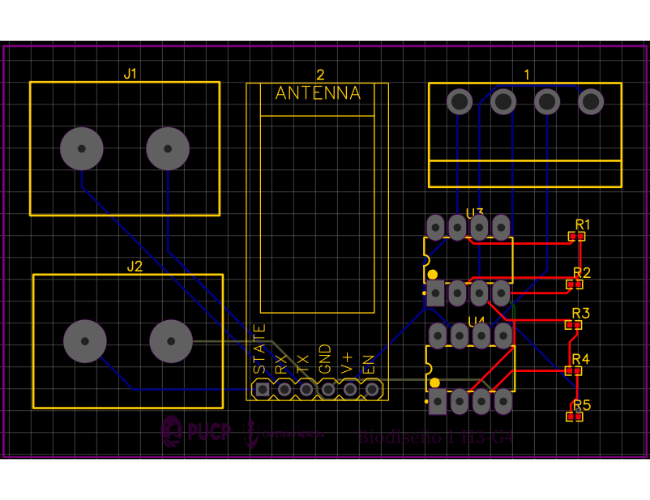 J1
2
1
ANTENNA
U3
R1
J2
R2
R3
U4
STATE
RX
TX
GND
V+
EN
R4
R5
PUCP
Biodiseño 1 H3-G4